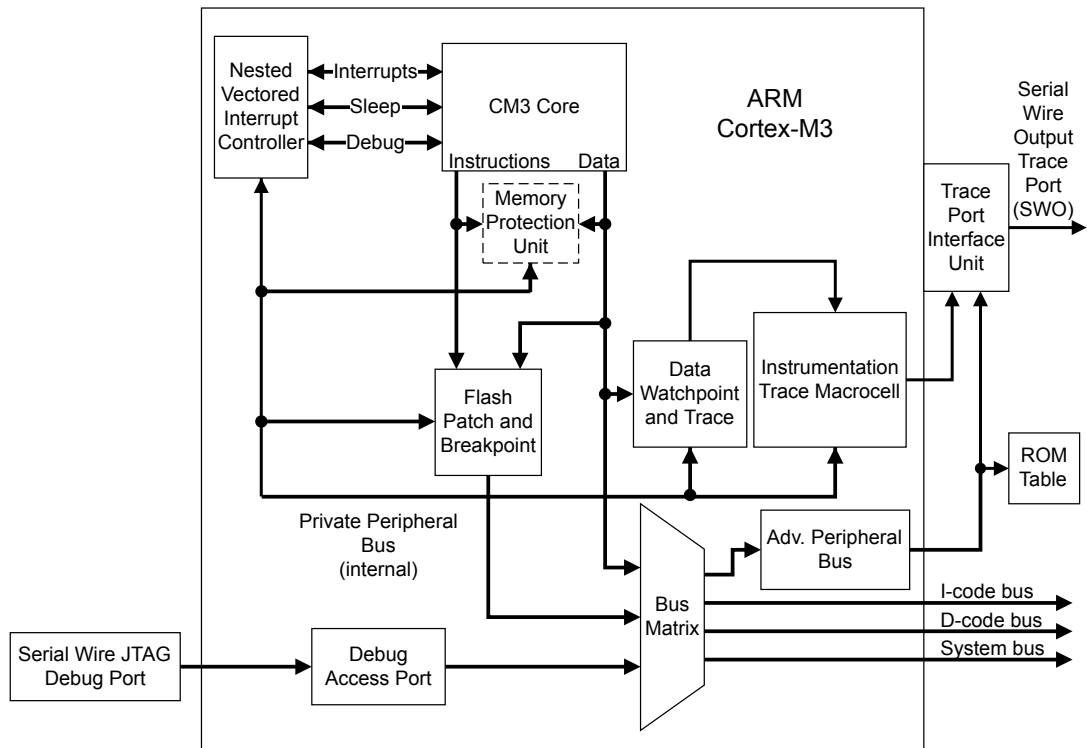 Nested
Vectored
Interrupt
Controller
Interrupts
Sleep
Debug
CM3 Core
Instructions
Data
ARM
Cortex-M3
Serial
Wire
Output
Trace
Port
(SWO)
Trace
Port
Interface
Unit
Memory
Protection
Unit
Flash
Patch and
Breakpoint
Data
Watchpoint
and Trace
Instrumentation
Trace Macrocell
ROM
Table
Private Peripheral
Bus
(internal)
Adv. Peripheral
Bus
Bus
Matrix
I-code bus
D-code bus
System bus
Serial Wire JTAG
Debug Port
Debug
Access Port